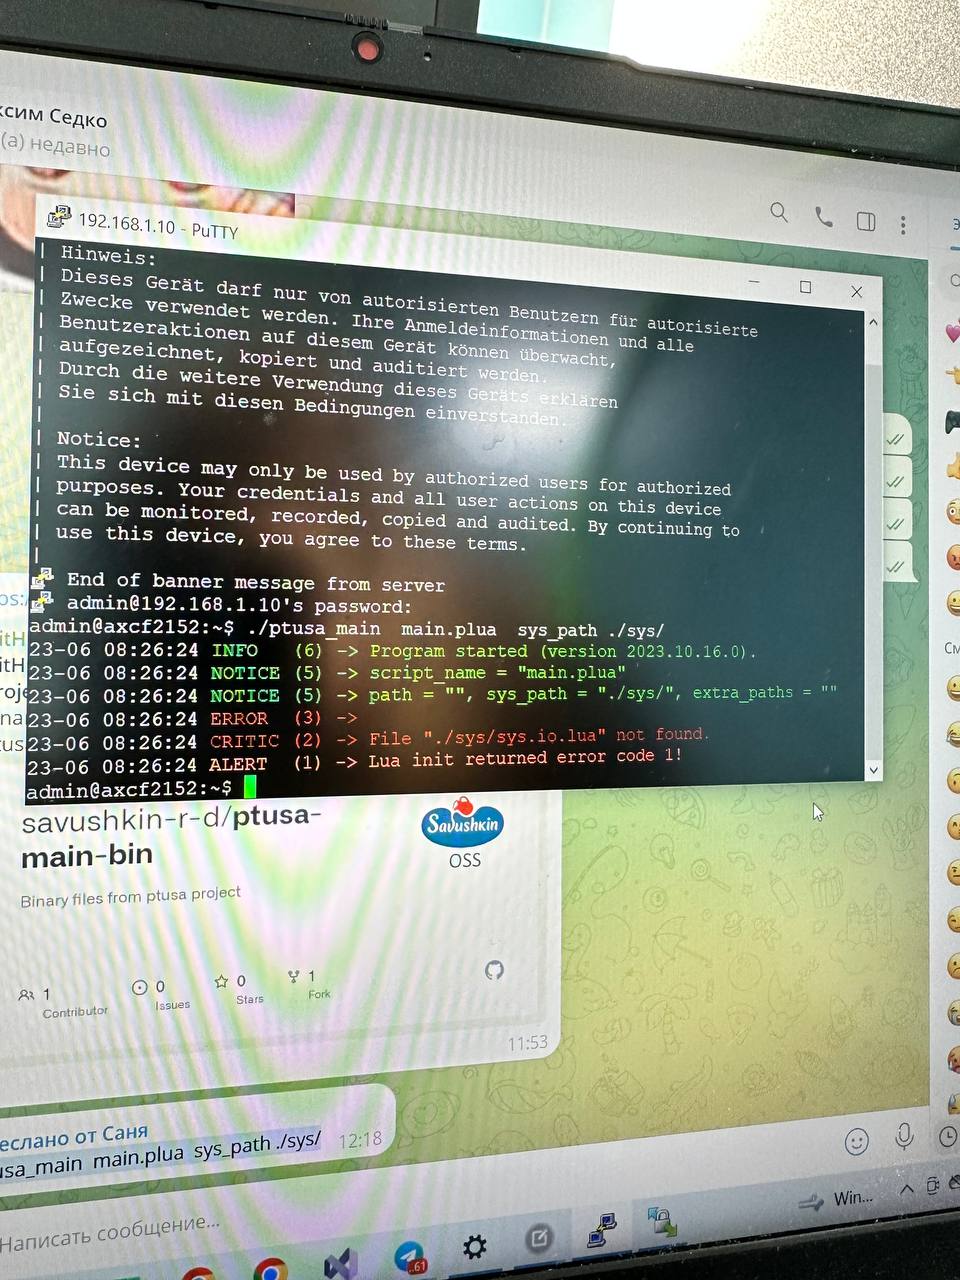 ксим Седко
(а) недавно
192.168.1.10 - PuTTY
| Hinweis:
| Dieses Gerät darf nur von autorisierten Benutzern für autorisierte
| Zwecke verwendet werden. Ihre Anmeldeinformationen und alle
| Benutzeraktionen auf diesem Gerät können überwacht,
| aufgezeichnet, kopiert und auditiert werden.
| Durch die weitere Verwendung dieses Geräts erklären
| Sie sich mit diesen Bedingungen einverstanden.
|
| Notice:
| This device may only be used by authorized users for authorized
| purposes. Your credentials and all user actions on this device
| can be monitored, recorded, copied and audited. By continuing to
| use this device, you agree to these terms.
|
End of banner message from server
admin@192.168.1.10's password:
admin@axcf2152:~$ ./ptusa_main  main.plua  sys_path ./sys/
23-06 08:26:24 INFO   (6) -> Program started (version 2023.10.16.0).
23-06 08:26:24 NOTICE (5) -> script_name = "main.plua"
23-06 08:26:24 NOTICE (5) -> path = "", sys_path = "./sys/", extra_paths = ""
23-06 08:26:24 ERROR  (3) ->
23-06 08:26:24 CRITIC (2) -> File "./sys/sys.io.lua" not found.
23-06 08:26:24 ALERT  (1) -> Lua init returned error code 1!
admin@axcf2152:~$
savushkin-r-d/ptusa-
main-bin
Savushkin
OSS
Binary files from ptusa project
1
Contributor
0
Issues
0
Stars
1
Fork
11:53
еслано от Саня
usa_main main.plua sys_path ./sys/
12:18
Написать сообщение...
Win...
61